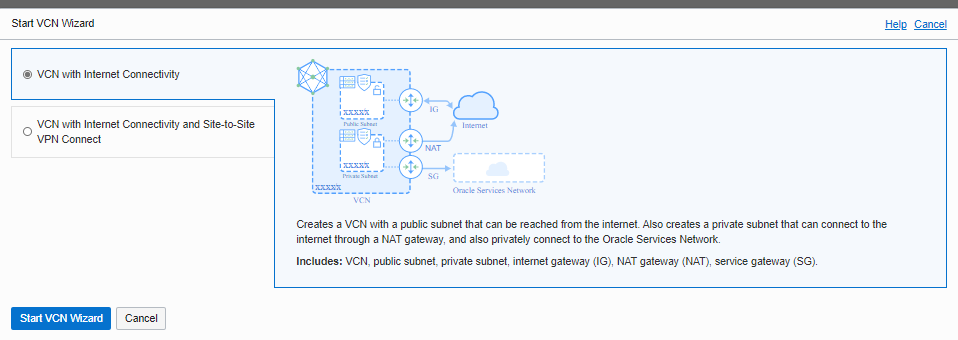 Start VCN Wizard
Help Cancel
VCN with Internet Connectivity
VCN with Internet Connectivity and Site-to-Site
VPN Connect
XXXXX
Public Subnet
IG
Internet
XXXXX
Private Subnet
NAT
SG
XXXXX
VCN
Oracle Services Network
Creates a VCN with a public subnet that can be reached from the internet. Also creates a private subnet that can connect to the
internet through a NAT gateway, and also privately connect to the Oracle Services Network.
Includes: VCN, public subnet, private subnet, internet gateway (IG), NAT gateway (NAT), service gateway (SG).
Start VCN Wizard Cancel